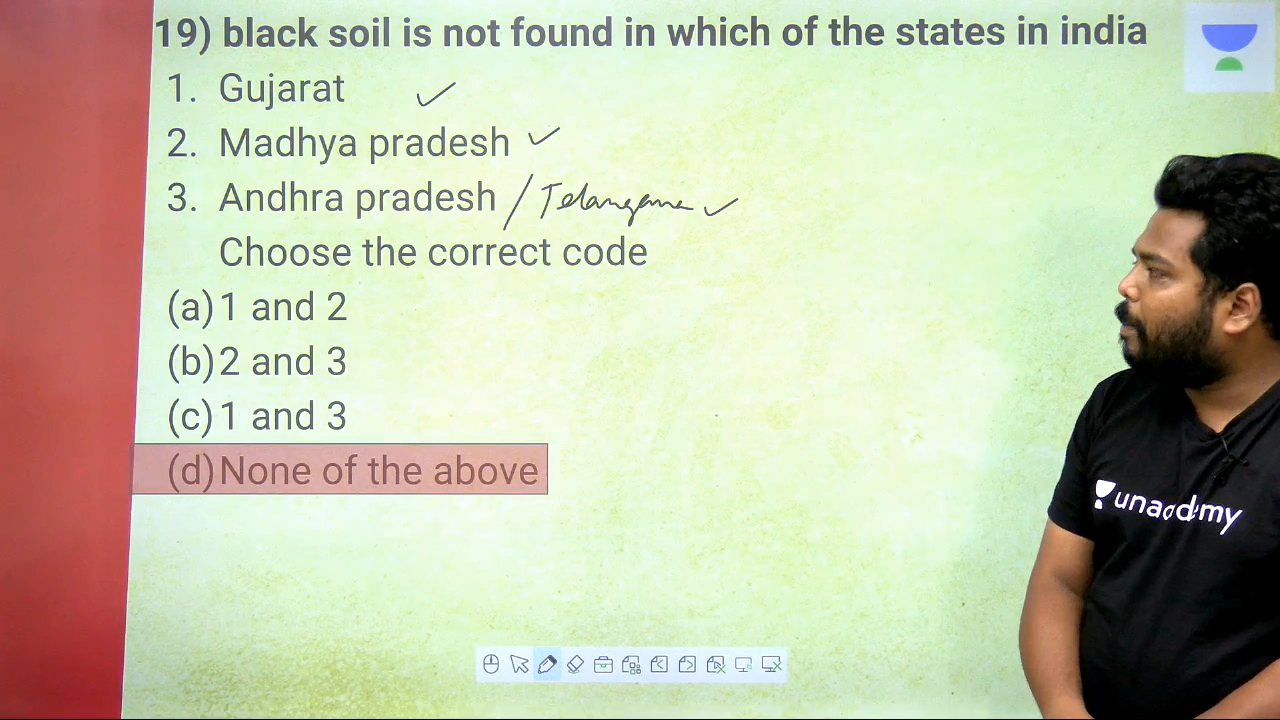 19) black soil is not found in which of the states in india
1. Gujarat
2. Madhya pradesh
3. Andhra pradesh / Telangana
Choose the correct code
(a) 1 and 2
(b) 2 and 3
(c) 1 and 3
(d) None of the above
unacademy